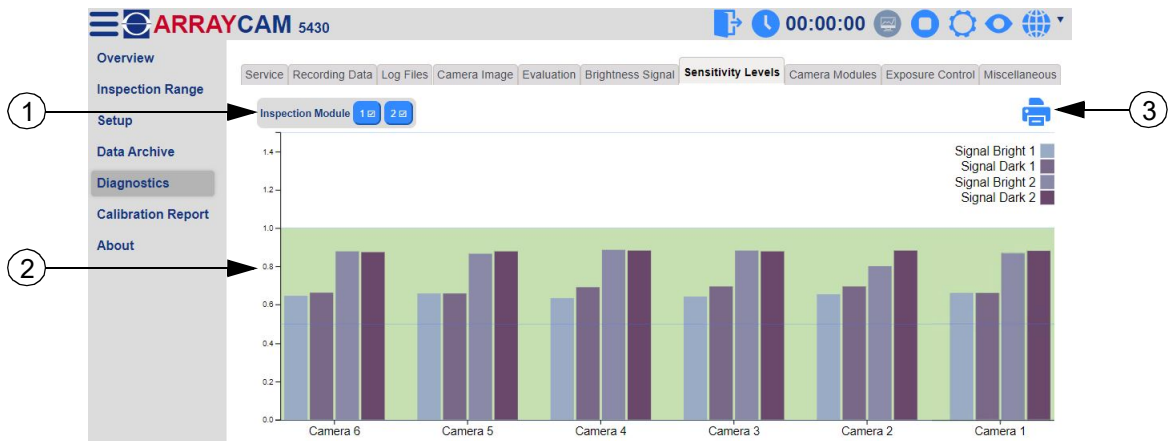 ARRAYCAM 5430
00:00:00
Overview
Inspection Range
Setup
Data Archive
Diagnostics
Calibration Report
About
Service Recording Data Log Files Camera Image Evaluation Brightness Signal Sensitivity Levels Camera Modules Exposure Control Miscellaneous
1
Inspection Module 1 2
3
Signal Bright 1
Signal Dark 1
Signal Bright 2
Signal Dark 2
2
1.4
1.2
1.0
0.8
0.6
0.4
0.2
0.0
Camera 6 Camera 5 Camera 4 Camera 3 Camera 2 Camera 1